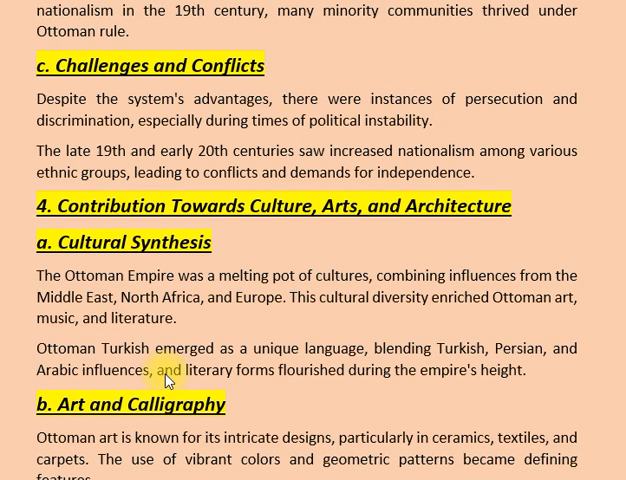 nationalism in the 19th century, many minority communities thrived under
Ottoman rule.
c. Challenges and Conflicts
Despite the system's advantages, there were instances of persecution and
discrimination, especially during times of political instability.
The late 19th and early 20th centuries saw increased nationalism among various
ethnic groups, leading to conflicts and demands for independence.
4. Contribution Towards Culture, Arts, and Architecture
a. Cultural Synthesis
The Ottoman Empire was a melting pot of cultures, combining influences from the
Middle East, North Africa, and Europe. This cultural diversity enriched Ottoman art,
music, and literature.
Ottoman Turkish emerged as a unique language, blending Turkish, Persian, and
Arabic influences, and literary forms flourished during the empire's height.
b. Art and Calligraphy
Ottoman art is known for its intricate designs, particularly in ceramics, textiles, and
carpets. The use of vibrant colors and geometric patterns became defining
features.